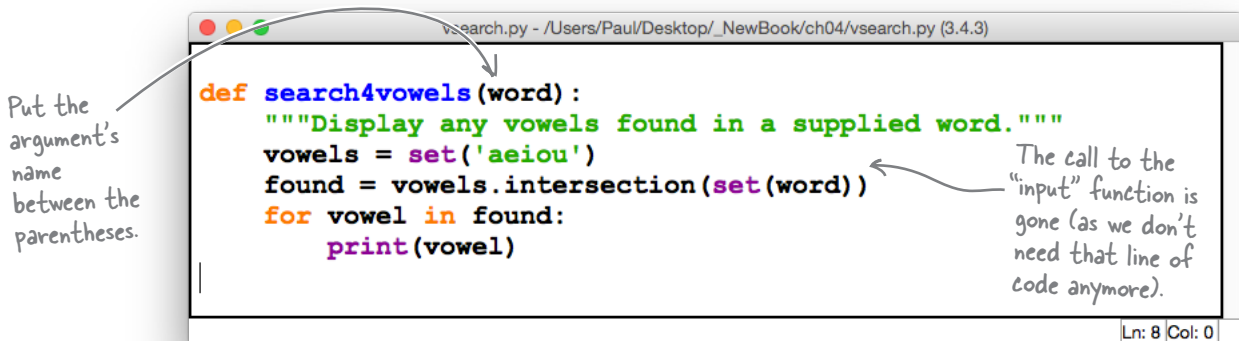 vsearch.py - /Users/Paul/Desktop/_NewBook/ch04/vsearch.py (3.4.3)
Put the
argument's
name
between the
parentheses.
def search4vowels(word):
    """Display any vowels found in a supplied word."""
    vowels = set('aeiou')
    found = vowels.intersection(set(word))
    for vowel in found:
        print(vowel)
The call to the
"input" function is
gone (as we don't
need that line of
code anymore).
Ln: 8 Col: 0